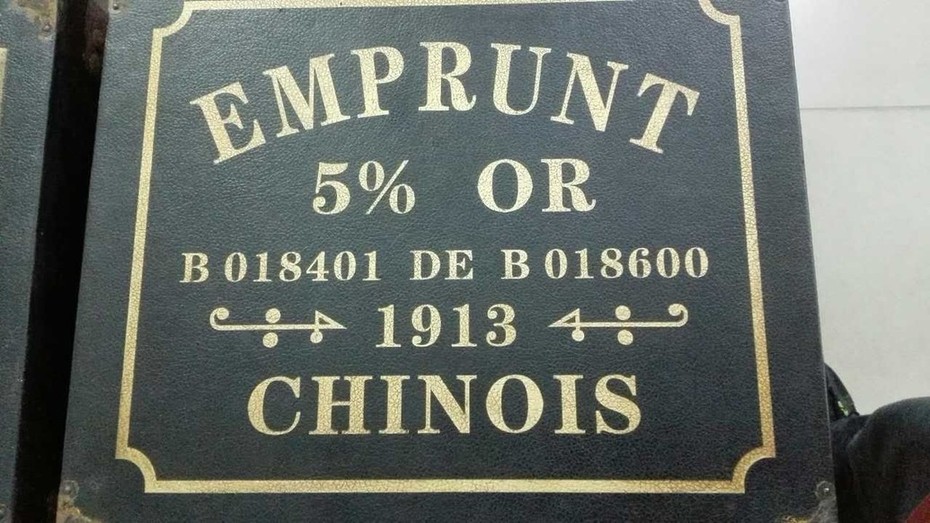 EMPRUNT
5% OR
B 018401 DE B 018600
1913
CHINOIS